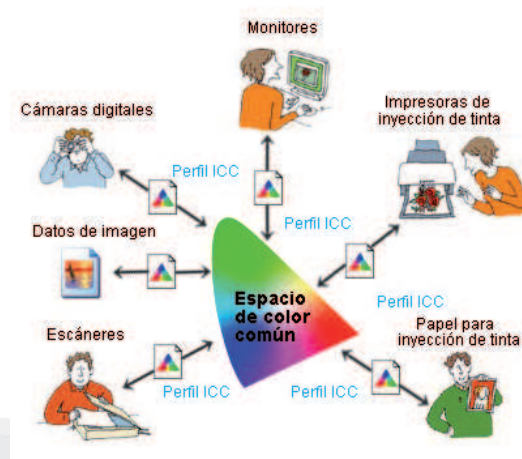 Monitores
Cámaras digitales
Impresoras de
inyección de tinta
Perfil ICC
Perfil ICC
Datos de imagen
Espacio
de color
común
Perfil ICC
Escáneres
Papel para
inyección de tinta
Perfil ICC
Perfil ICC